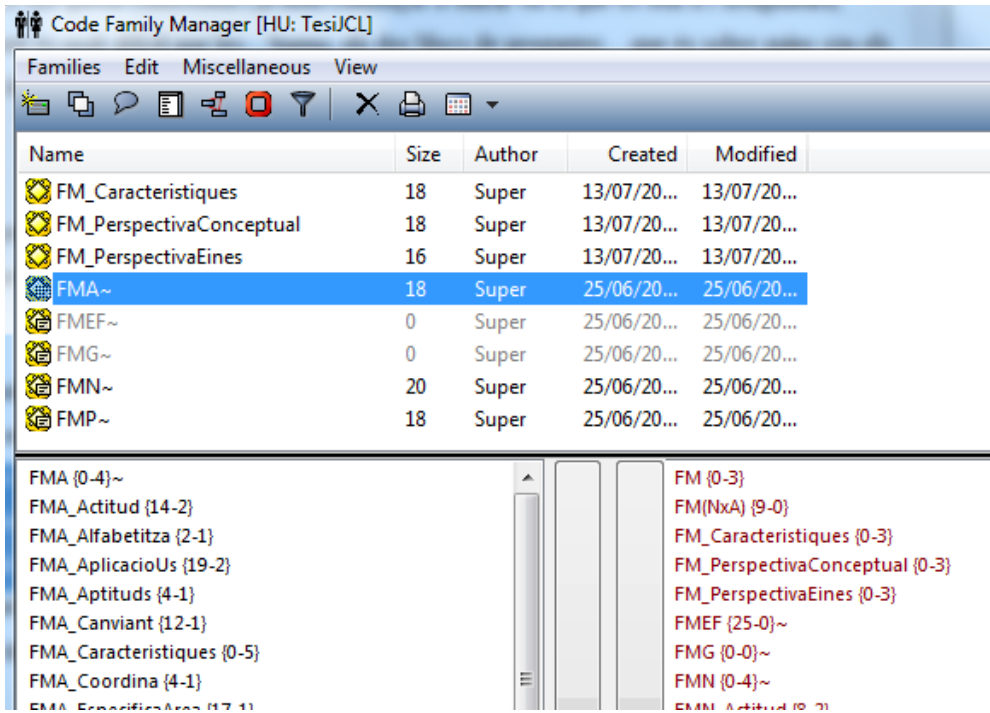 Code Family Manager [HU: TesiJCL]
Families Edit Miscellaneous View
Name Size Author Created Modified
FM_Caracteristiques 18 Super 13/07/20... 13/07/20...
FM_PerspectivaConceptual 18 Super 13/07/20... 13/07/20...
FM_PerspectivaEines 16 Super 13/07/20... 13/07/20...
FMA~ 18 Super 25/06/20... 25/06/20...
FMEF~ 0 Super 25/06/20... 25/06/20...
FMG~ 0 Super 25/06/20... 25/06/20...
FMN~ 20 Super 25/06/20... 25/06/20...
FMP~ 18 Super 25/06/20... 25/06/20...
FMA {0-4}~
FMA_Actitud {14-2}
FMA_Alfabetitza {2-1}
FMA_AplicacioUs {19-2}
FMA_Aptituds {4-1}
FMA_Canviant {12-1}
FMA_Caracteristiques {0-5}
FMA_Coordina {4-1}
FMA_EspecificaArea {17-1}
FM {0-3}
FM(NxA) {9-0}
FM_Caracteristiques {0-3}
FM_PerspectivaConceptual {0-3}
FM_PerspectivaEines {0-3}
FMEF {25-0}~
FMG {0-0}~
FMN {0-4}~
FMN_Actitud {8-2}